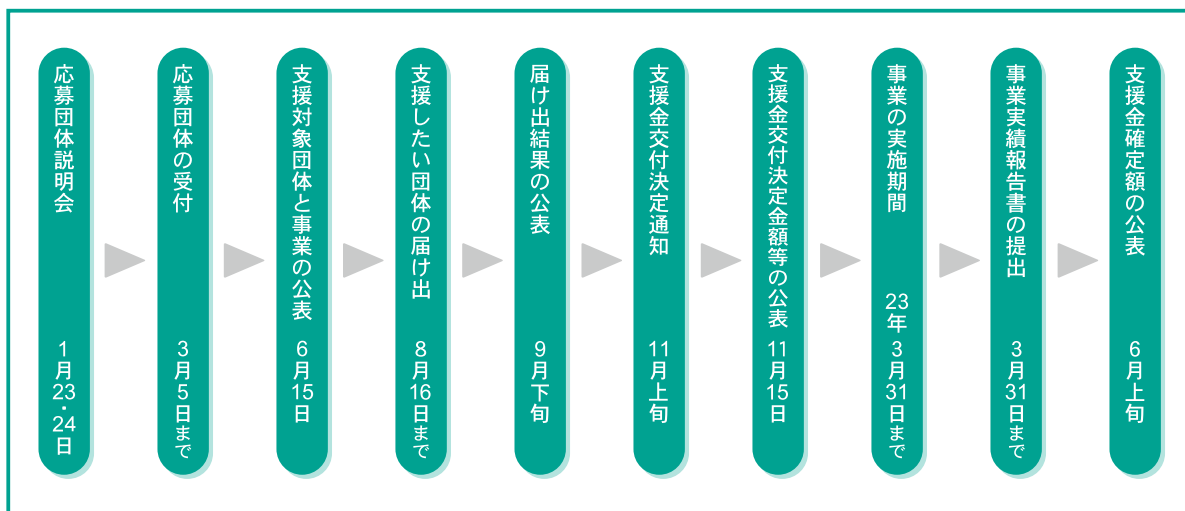 応募団体説明会 1月23・24日
応募団体の受付 3月5日まで
支援対象団体と事業の公表 6月15日
支援したい団体の届け出 8月16日まで
届け出結果の公表 9月下旬
支援金交付決定通知 11月上旬
支援金交付決定金額等の公表 11月15日
事業の実施期間 23年3月31日まで
事業実績報告書の提出 3月31日まで
支援金確定額の公表 6月上旬